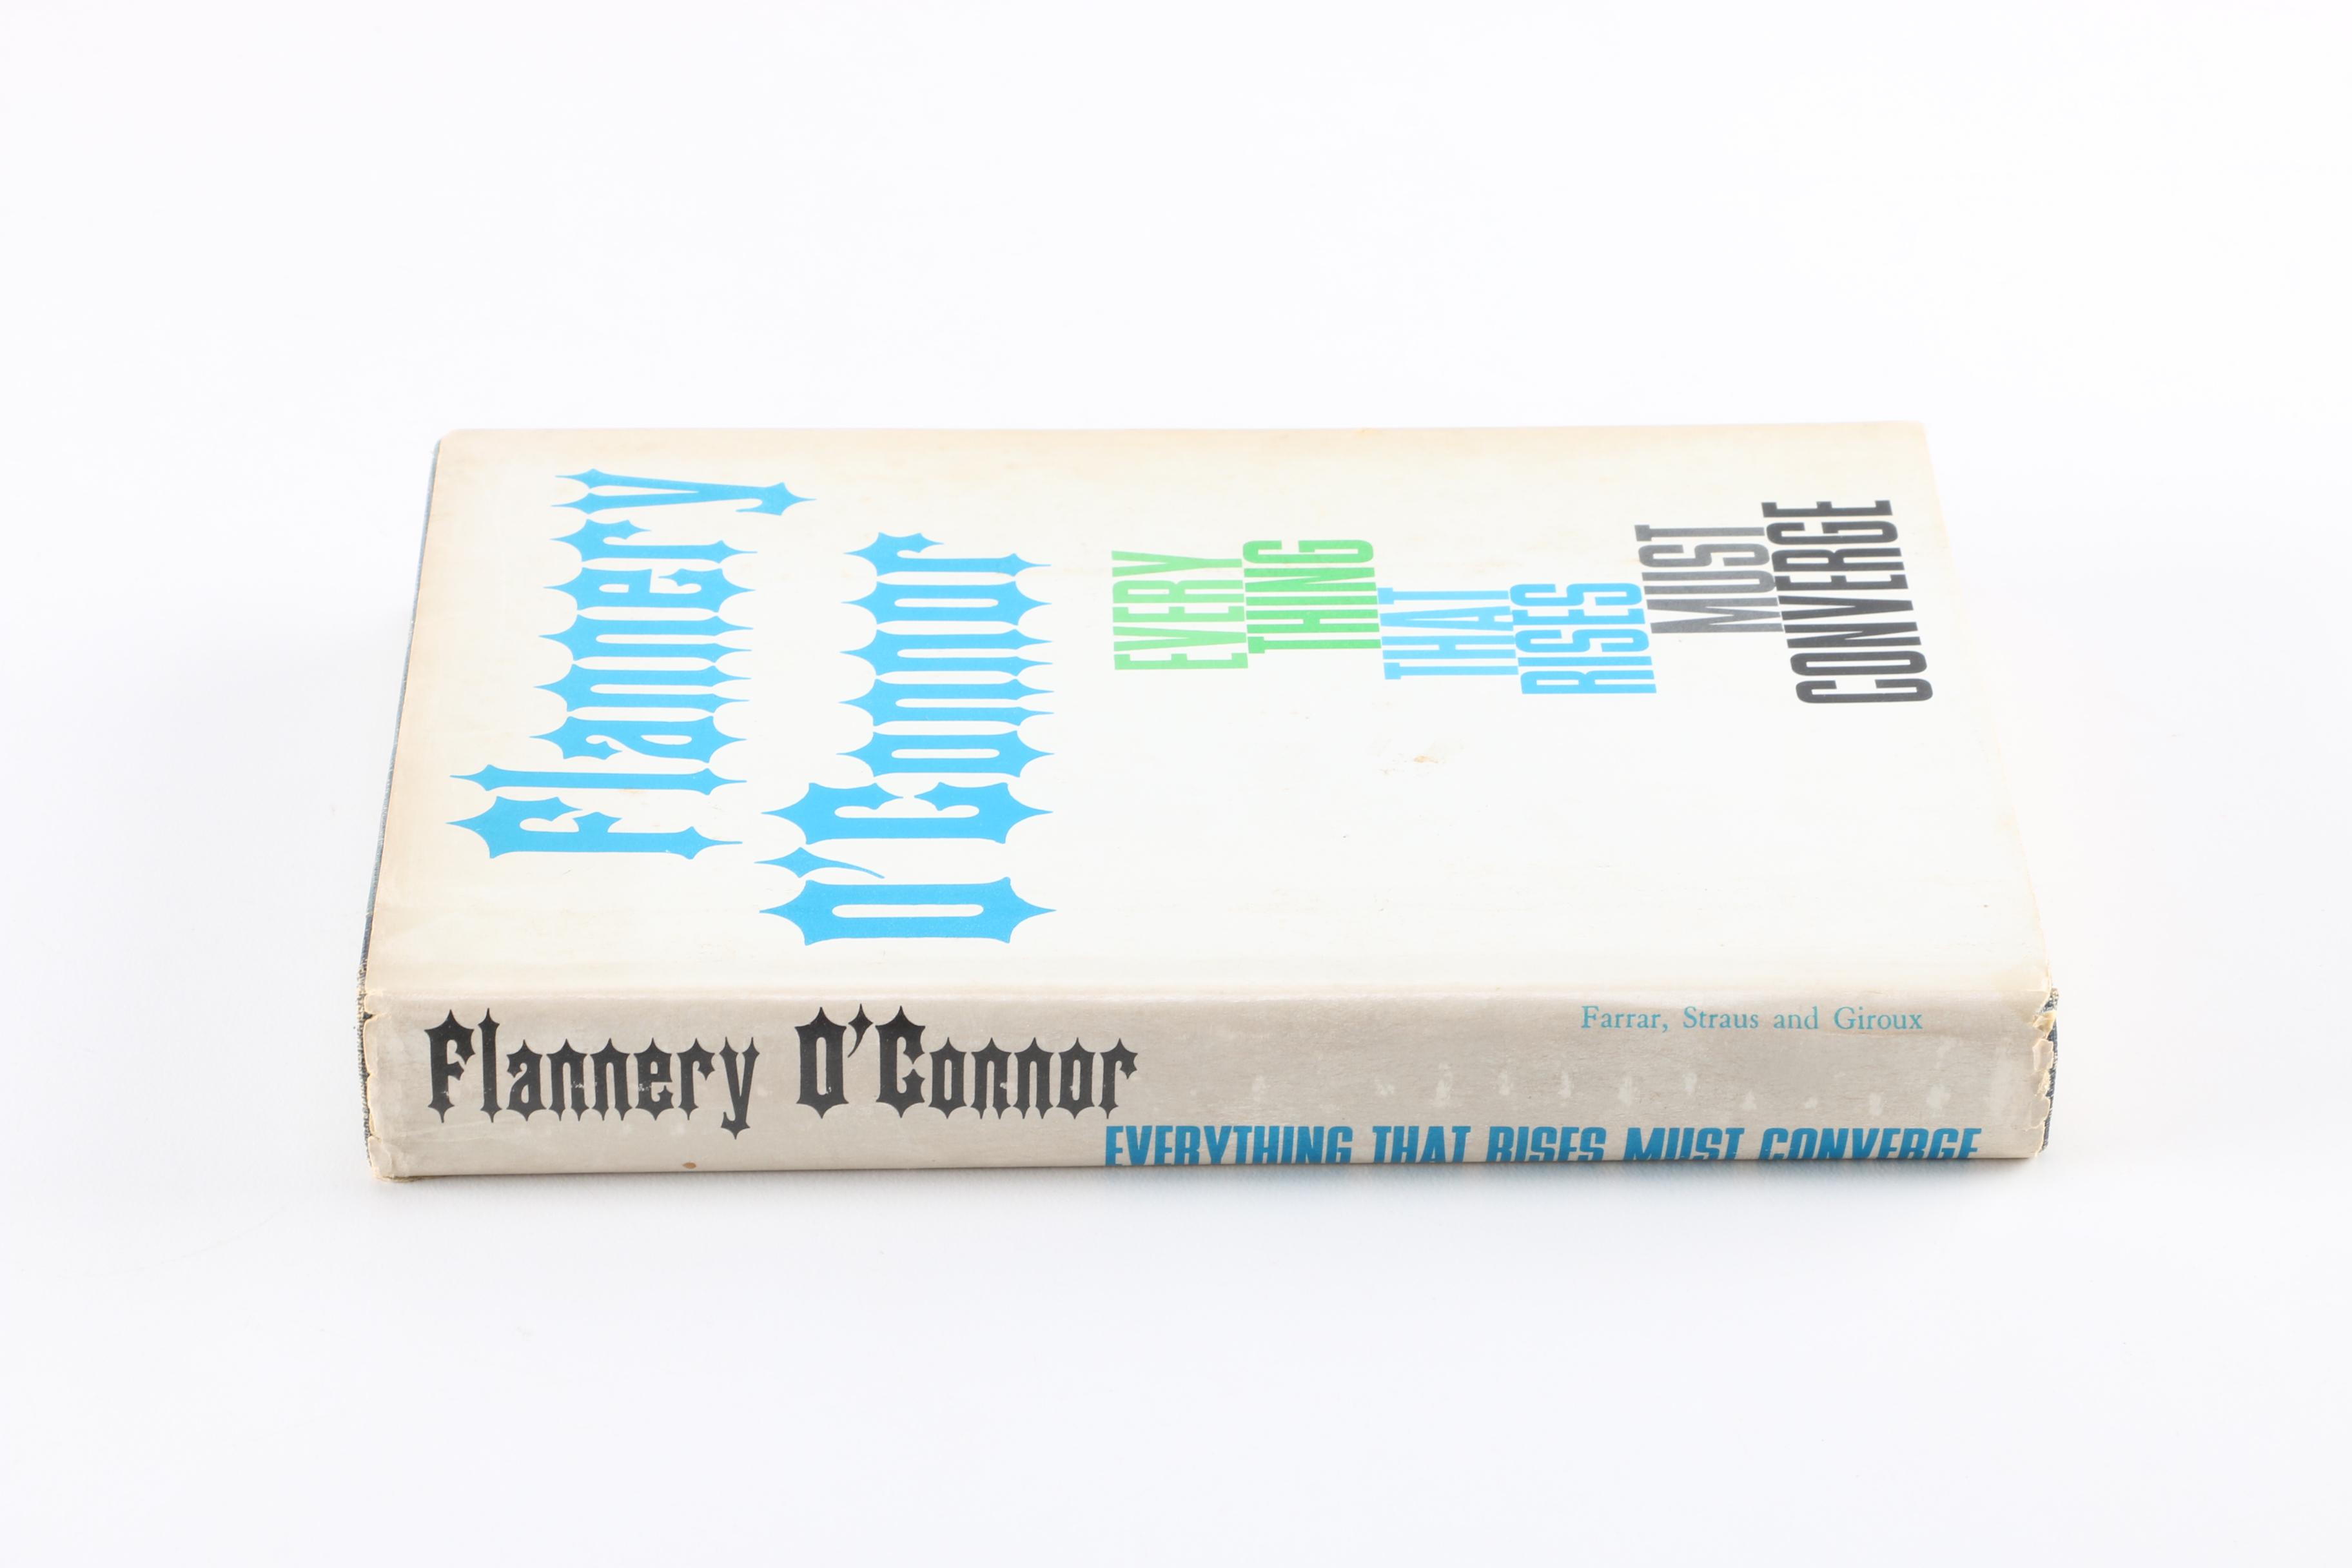 Flannery
O'Connor
EVERY
THING
THAT
RISES
MUST
CONVERGE
Flannery O'Connor
Farrar, Straus and Giroux
EVERYTHING THAT RISES MUST CONVERGE